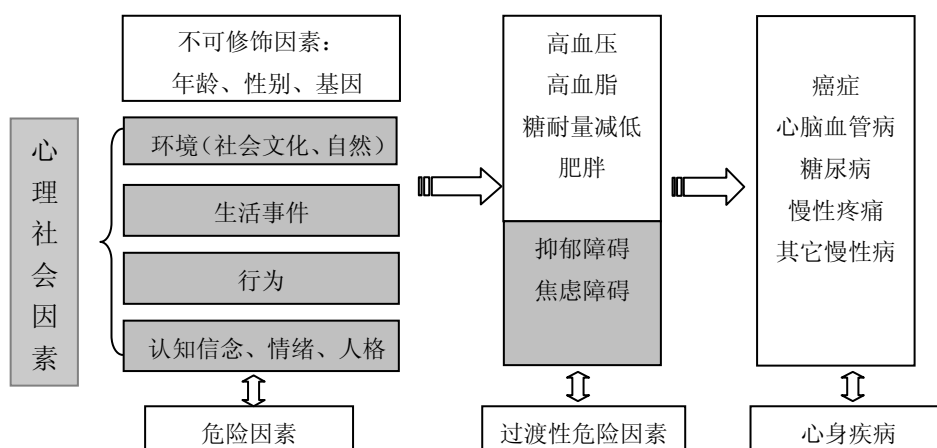 不可修饰因素：
年龄、性别、基因
心理社会因素
环境（社会文化、自然）
生活事件
行为
认知信念、情绪、人格
危险因素
高血压
高血脂
糖耐量减低
肥胖
抑郁障碍
焦虑障碍
过渡性危险因素
癌症
心脑血管病
糖尿病
慢性疼痛
其它慢性病
心身疾病